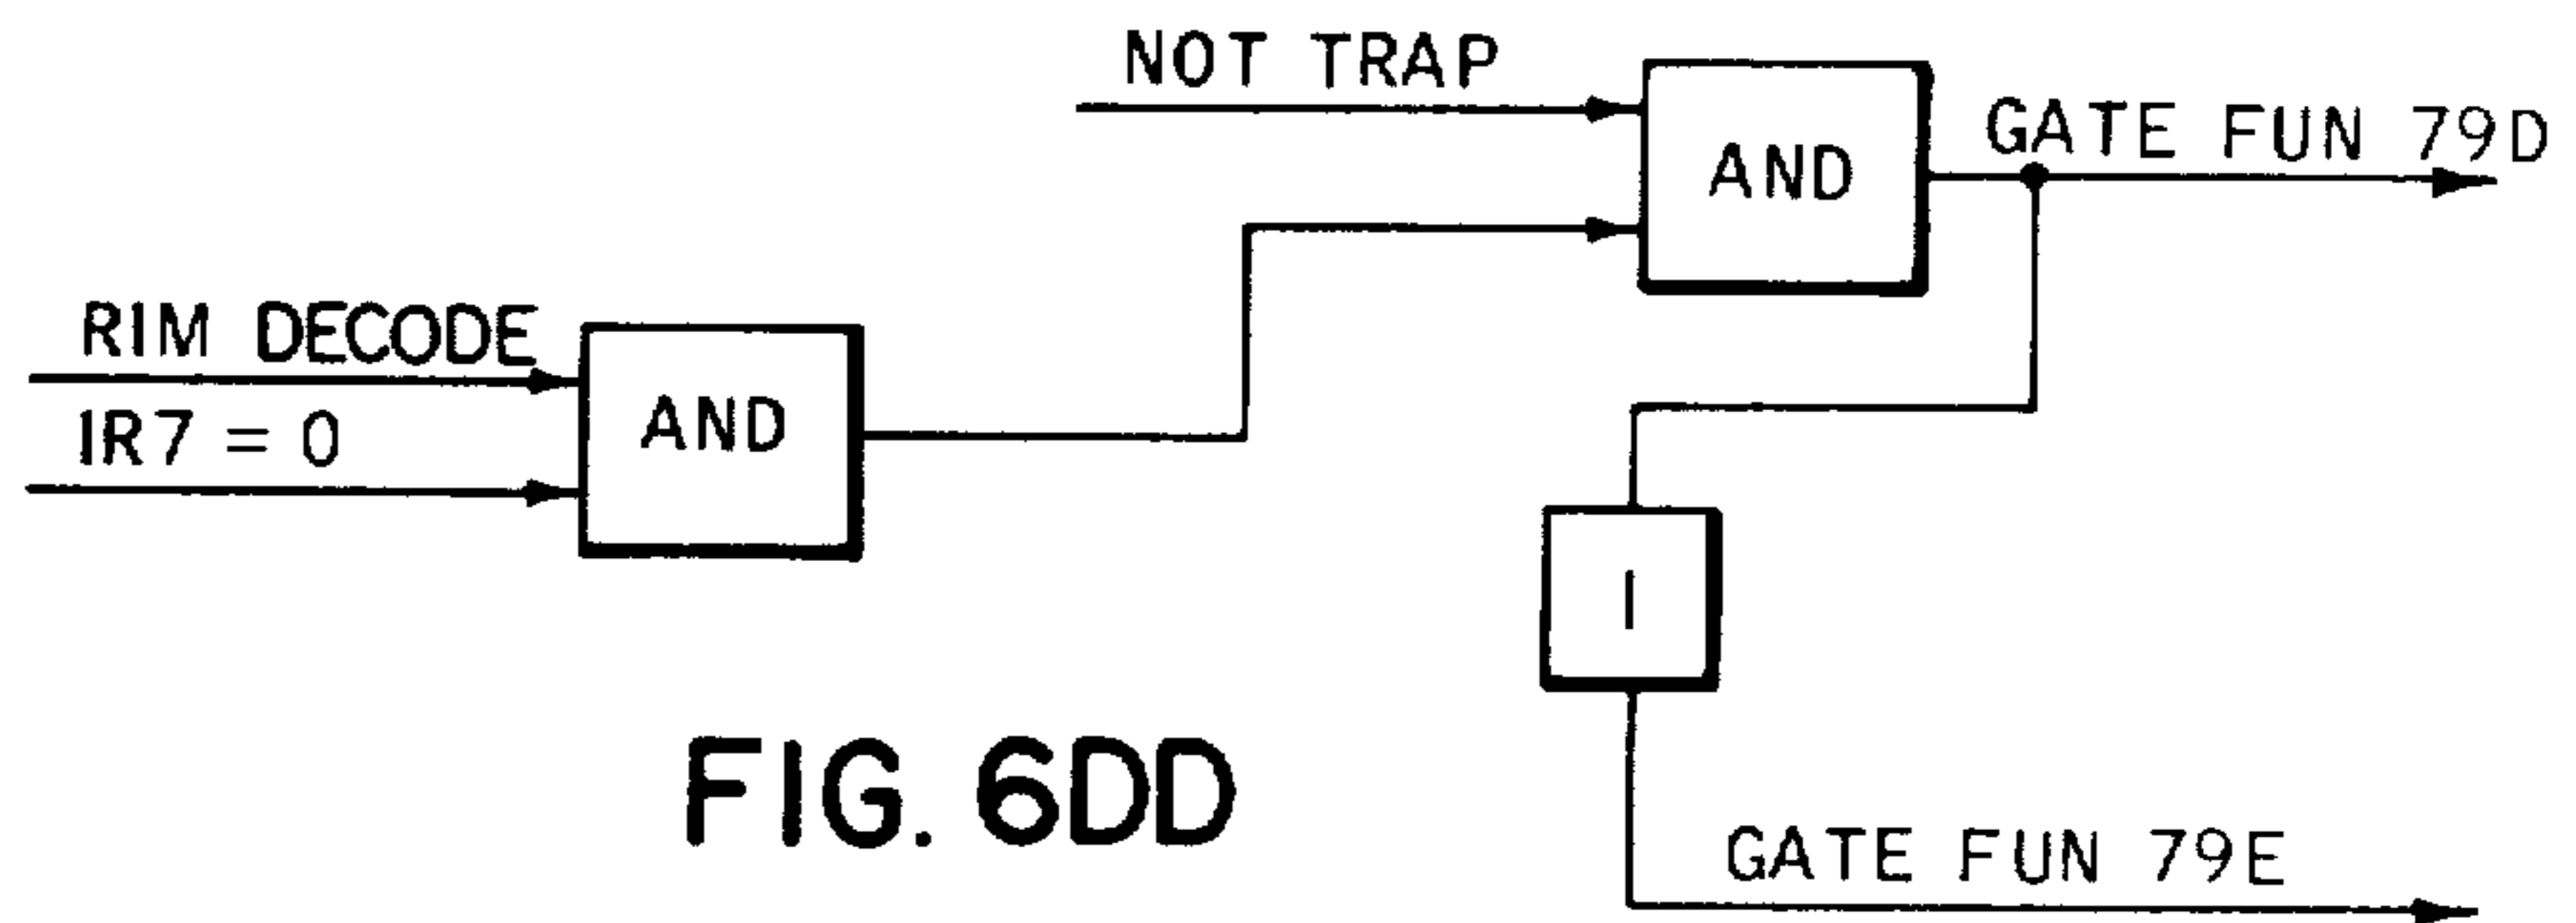 NOT TRAP
AND
GATE FUN 79D
RIM DECODE
IR7 = 0
AND
I
FIG. 6DD
GATE FUN 79E